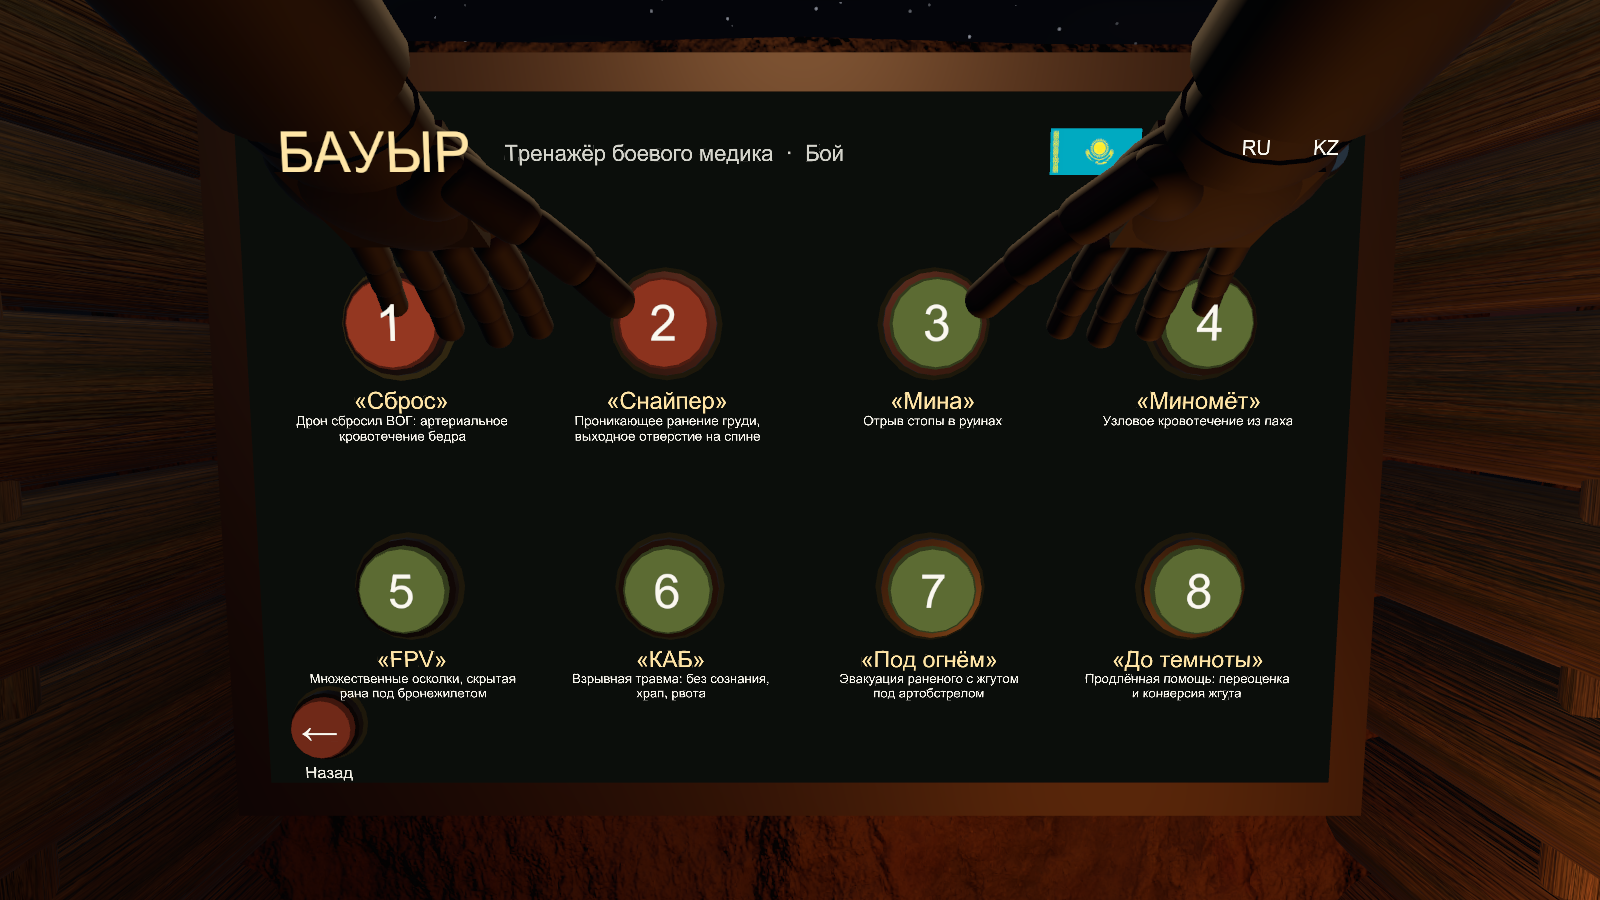 БАУЫР
Тренажёр боевого медика · Бой
RU
KZ
1
2
3
4
«Сброс»
Дрон сбросил ВОГ: артериальное
кровотечение бедра
«Снайпер»
Проникающее ранение груди,
выходное отверстие на спине
«Мина»
Отрыв стопы в руинах
«Миномёт»
Узловое кровотечение из паха
5
6
7
8
«FPV»
Множественные осколки, скрытая
рана под бронежилетом
«КАБ»
Взрывная травма: без сознания,
храп, рвота
«Под огнём»
Эвакуация раненого с жгутом
под артобстрелом
«До темноты»
Продлённая помощь: переоценка
и конверсия жгута
←
Назад